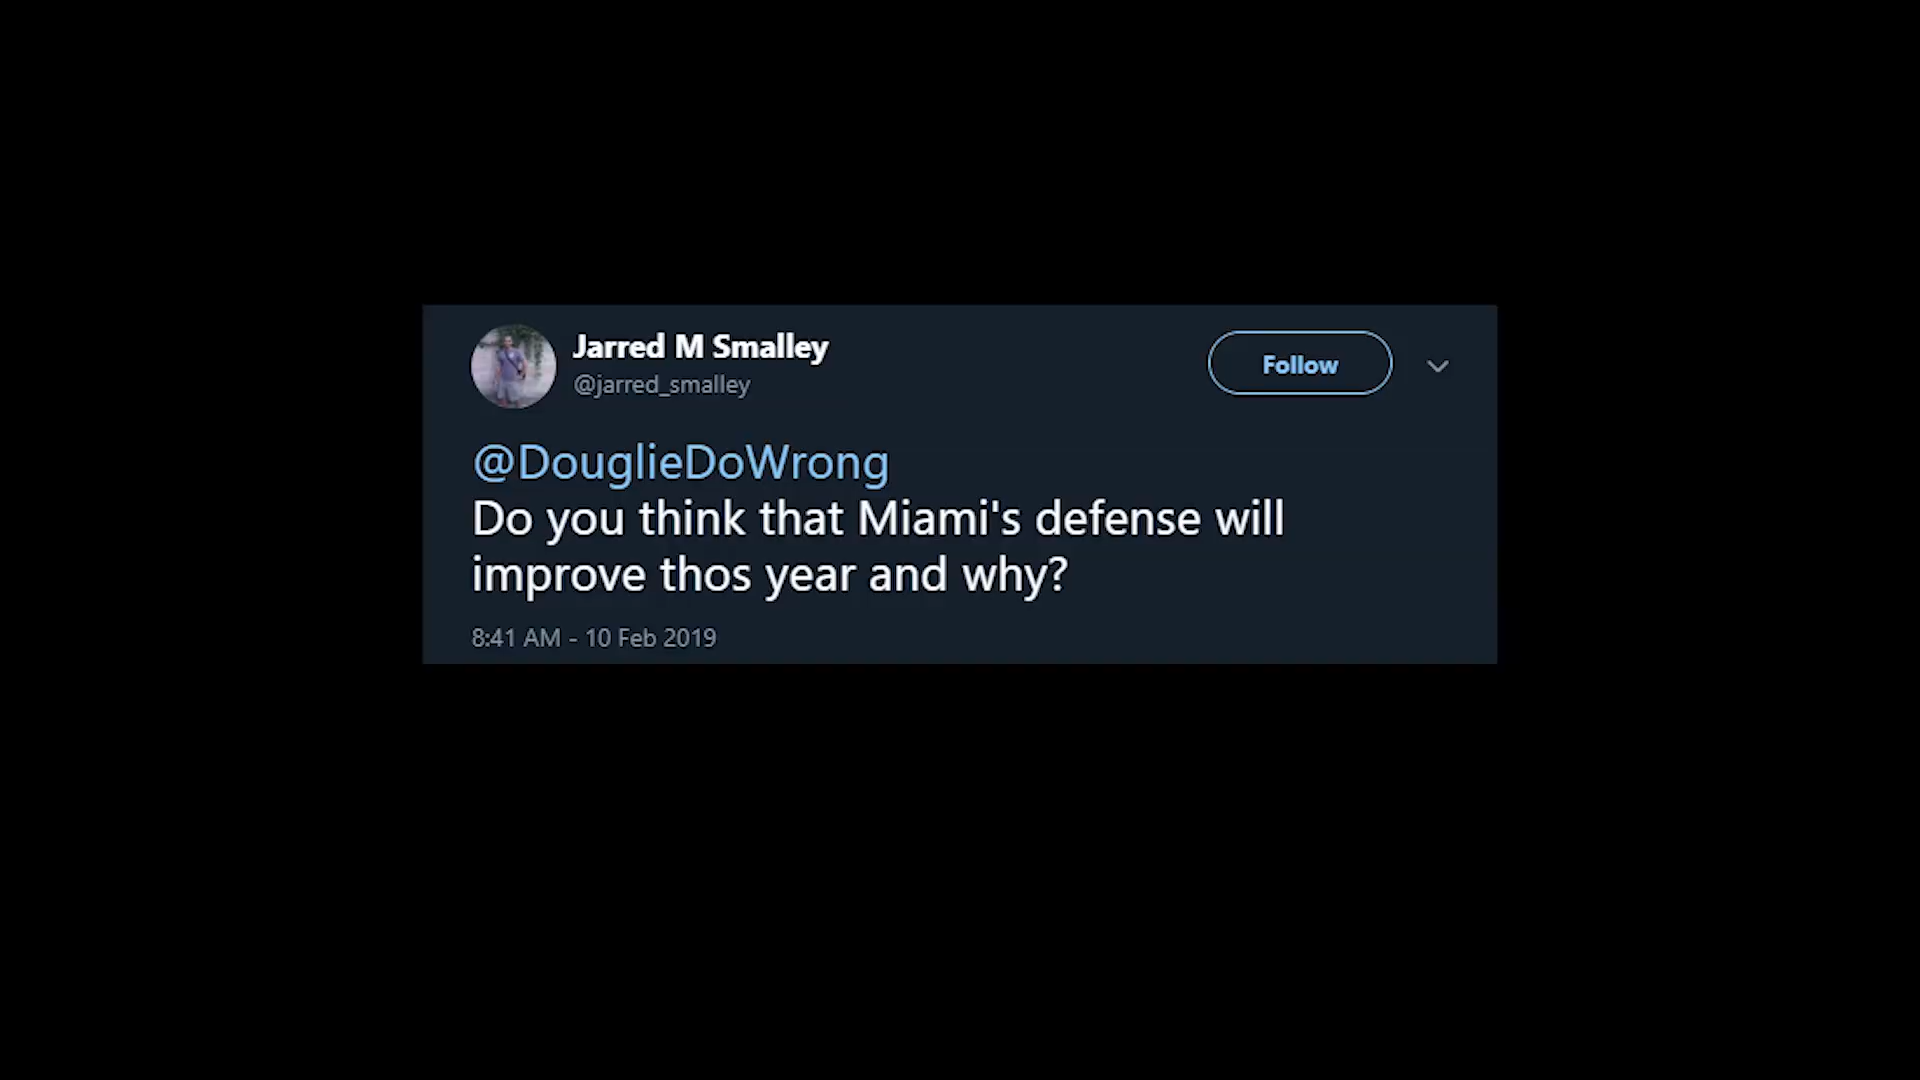 Jarred M Smalley
@jarred_smalley
Follow
@DouglieDoWrong
Do you think that Miami's defense will
improve thos year and why?
8:41 AM - 10 Feb 2019